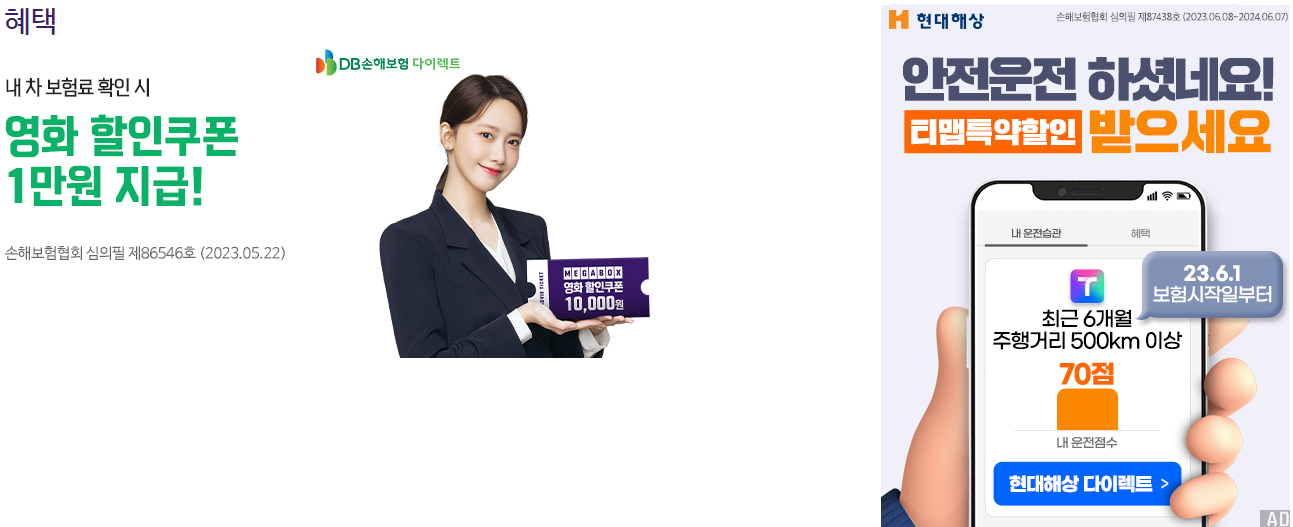 혜택
내 차 보험료 확인 시
영화 할인쿠폰
1만원 지급!
손해보험협회 심의필 제86546호 (2023.05.22)
DB손해보험 다이렉트
MOVIE TICKET
MEGABOX
영화 할인쿠폰
10,000원
현대해상
손해보험협회 심의필 제87438호 (2023.06.08~2024.06.07)
안전운전 하셨네요!
티맵특약할인 받으세요
내 운전습관 혜택
23.6.1
보험시작일부터
T
최근 6개월
주행거리 500km 이상
70점
내 운전점수
현대해상 다이렉트 >
AD